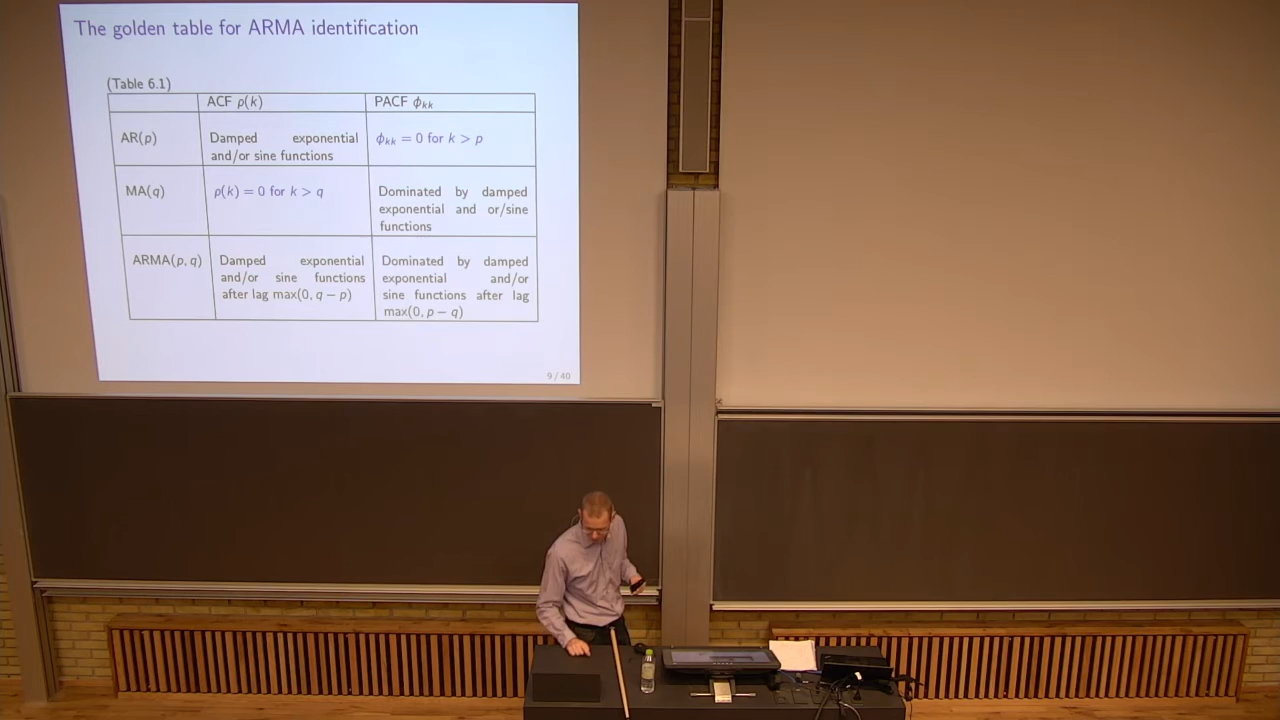 The golden table for ARMA identification
(Table 6.1)
ACF ρ(k)
PACF ϕkk
AR(p)
Damped exponential
and/or sine functions
ϕkk = 0 for k > p
MA(q)
ρ(k) = 0 for k > q
Dominated by damped
exponential and or/sine
functions
ARMA(p, q)
Damped exponential
and/or sine functions
after lag max(0, q − p)
Dominated by damped
exponential and/or
sine functions after lag
max(0, p − q)
9 / 40